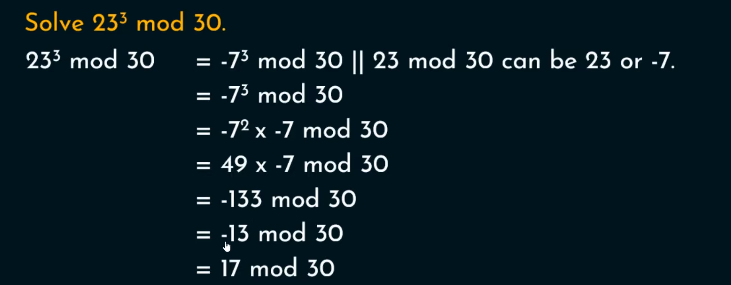 Solve 23³ mod 30.
23³ mod 30 = -7³ mod 30 || 23 mod 30 can be 23 or -7.
= -7³ mod 30
= -7² x -7 mod 30
= 49 x -7 mod 30
= -133 mod 30
= -13 mod 30
= 17 mod 30